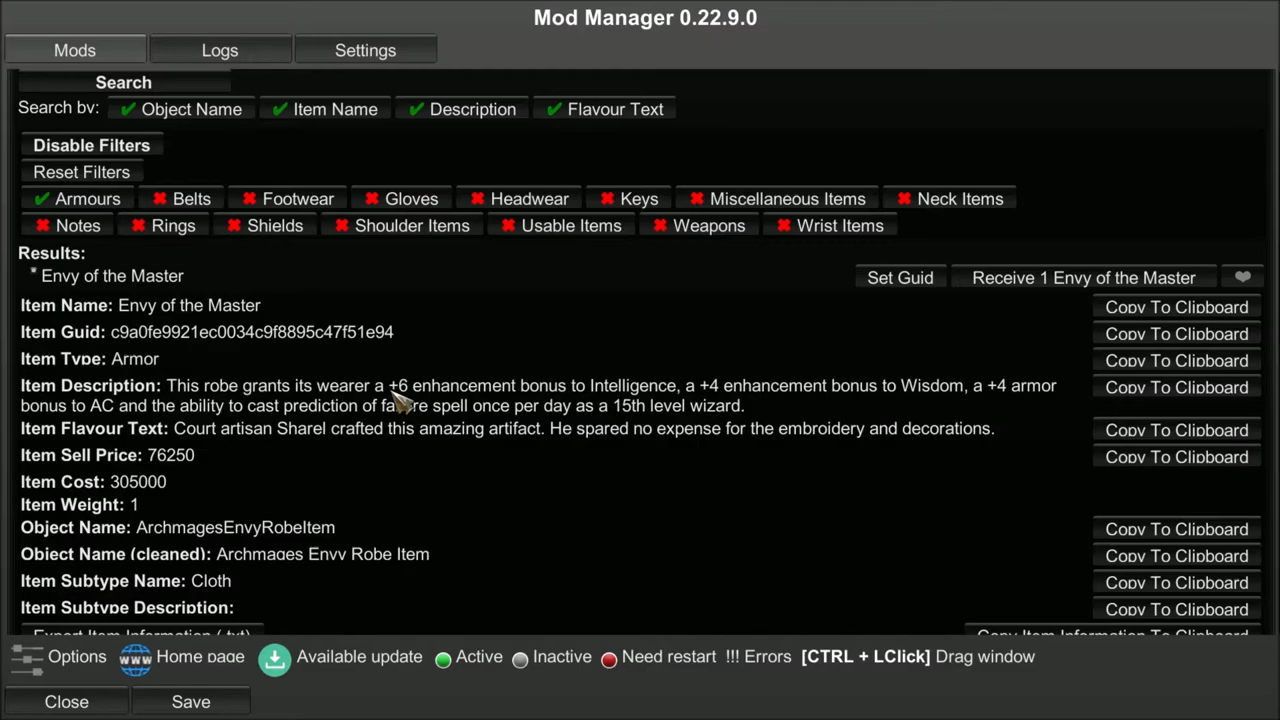 Mod Manager 0.22.9.0
Mods Logs Settings
Search
Search by: Object Name Item Name Description Flavour Text
Disable Filters
Reset Filters
Armours Belts Footwear Gloves Headwear Keys Miscellaneous Items Neck Items
Notes Rings Shields Shoulder Items Usable Items Weapons Wrist Items
Results:
Envy of the Master Set Guid Receive 1 Envy of the Master
Item Name: Envy of the Master Copy To Clipboard
Item Guid: c9a0fe9921ec0034c9f8895c47f51e94 Copy To Clipboard
Item Type: Armor Copy To Clipboard
Item Description: This robe grants its wearer a +6 enhancement bonus to Intelligence, a +4 enhancement bonus to Wisdom, a +4 armor Copy To Clipboard
bonus to AC and the ability to cast prediction of spell once per day as a 15th level wizard.
Item Flavour Text: Court artisan Sharel crafted this amazing artifact. He spared no expense for the embroidery and decorations. Copy To Clipboard
Item Sell Price: 76250 Copy To Clipboard
Item Cost: 305000
Item Weight: 1
Object Name: ArchmagesEnvyRobeItem Copy To Clipboard
Object Name (cleaned): Archmages Envy Robe Item Copy To Clipboard
Item Subtype Name: Cloth Copy To Clipboard
Item Subtype Description: Copy To Clipboard
Export Item Information (.txt) Copy Item Information To Clipboard
Options www Home page Available update Active Inactive Need restart !!! Errors [CTRL + LClick] Drag window
Close Save